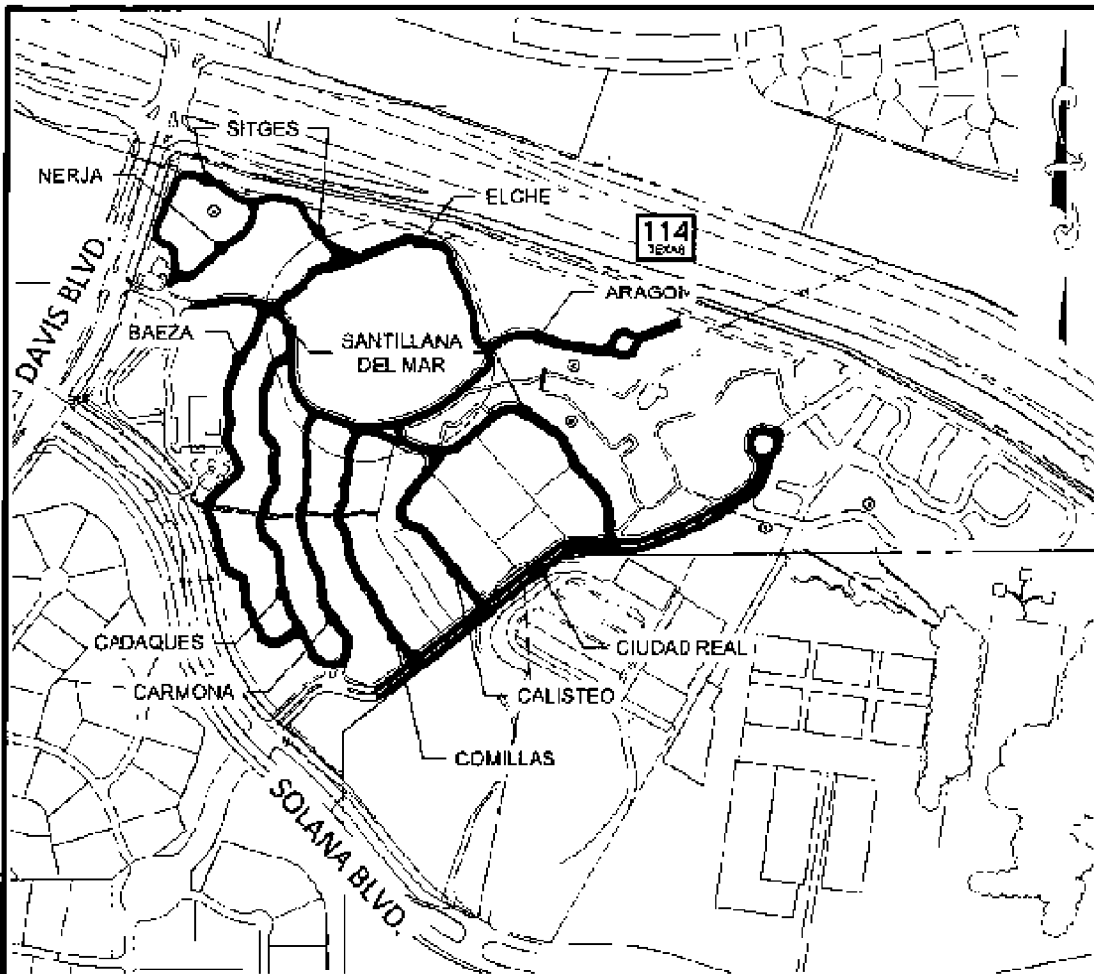 SITGES
NERJA
ELCHE
114
TEXAS
DAVIS BLVD.
ARAGON
BAEZA
SANTILLANA
DEL MAR
CADAQUES
CIUDAD REAL
CARMONA
CALISTEO
COMILLAS
SOLANA BLVD.